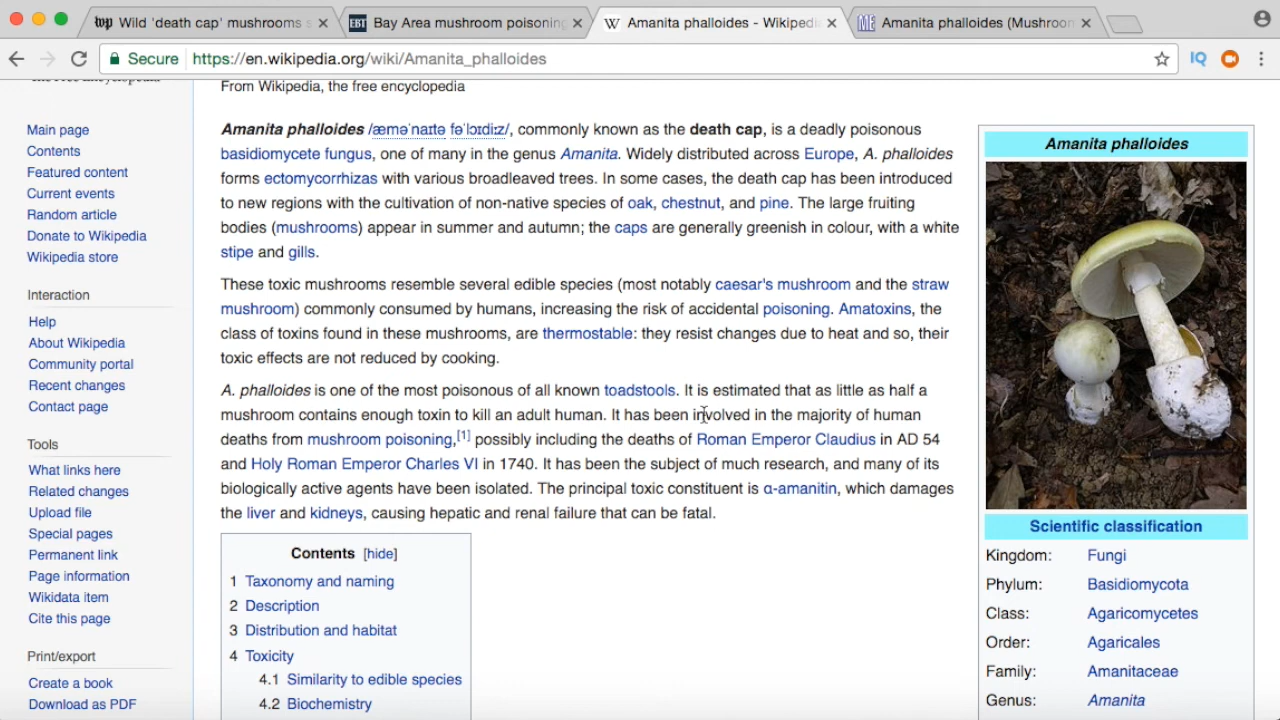 Wild 'death cap' mushrooms s
Bay Area mushroom poisoning
Amanita phalloides - Wikipedi
Amanita phalloides (Mushroom
Secure https://en.wikipedia.org/wiki/Amanita_phalloides
From Wikipedia, the free encyclopedia
Main page
Contents
Featured content
Current events
Random article
Donate to Wikipedia
Wikipedia store
Interaction
Help
About Wikipedia
Community portal
Recent changes
Contact page
Tools
What links here
Related changes
Upload file
Special pages
Permanent link
Page information
Wikidata item
Cite this page
Print/export
Create a book
Download as PDF
Amanita phalloides /æməˈnaɪtə fəˈlɔɪdiːz/, commonly known as the death cap, is a deadly poisonous
basidiomycete fungus, one of many in the genus Amanita. Widely distributed across Europe, A. phalloides
forms ectomycorrhizas with various broadleaved trees. In some cases, the death cap has been introduced
to new regions with the cultivation of non-native species of oak, chestnut, and pine. The large fruiting
bodies (mushrooms) appear in summer and autumn; the caps are generally greenish in colour, with a white
stipe and gills.
These toxic mushrooms resemble several edible species (most notably caesar's mushroom and the straw
mushroom) commonly consumed by humans, increasing the risk of accidental poisoning. Amatoxins, the
class of toxins found in these mushrooms, are thermostable: they resist changes due to heat and so, their
toxic effects are not reduced by cooking.
A. phalloides is one of the most poisonous of all known toadstools. It is estimated that as little as half a
mushroom contains enough toxin to kill an adult human. It has been involved in the majority of human
deaths from mushroom poisoning,[1] possibly including the deaths of Roman Emperor Claudius in AD 54
and Holy Roman Emperor Charles VI in 1740. It has been the subject of much research, and many of its
biologically active agents have been isolated. The principal toxic constituent is α-amanitin, which damages
the liver and kidneys, causing hepatic and renal failure that can be fatal.
Contents [hide]
1 Taxonomy and naming
2 Description
3 Distribution and habitat
4 Toxicity
4.1 Similarity to edible species
4.2 Biochemistry
Amanita phalloides
Scientific classification
Kingdom: Fungi
Phylum: Basidiomycota
Class: Agaricomycetes
Order: Agaricales
Family: Amanitaceae
Genus: Amanita